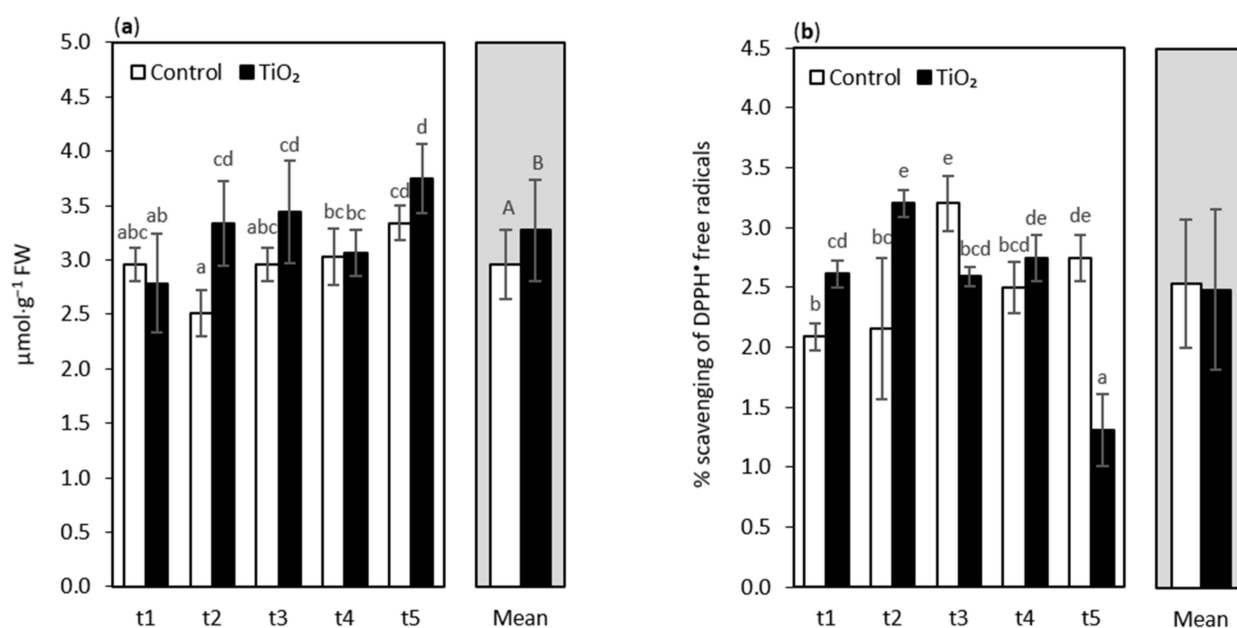 (a)
5.0
Control TiO₂
4.5
4.0
3.5
3.0
2.5
2.0
1.5
1.0
0.5
0.0
μmol·g⁻¹ FW
abc ab
a cd
abc cd
bc bc
cd d
A B
t1 t2 t3 t4 t5 Mean
(b)
4.5
Control TiO₂
4.0
3.5
3.0
2.5
2.0
1.5
1.0
0.5
0.0
% scavenging of DPPH• free radicals
b cd
bc e
e bcd
bcd de
de a
t1 t2 t3 t4 t5 Mean